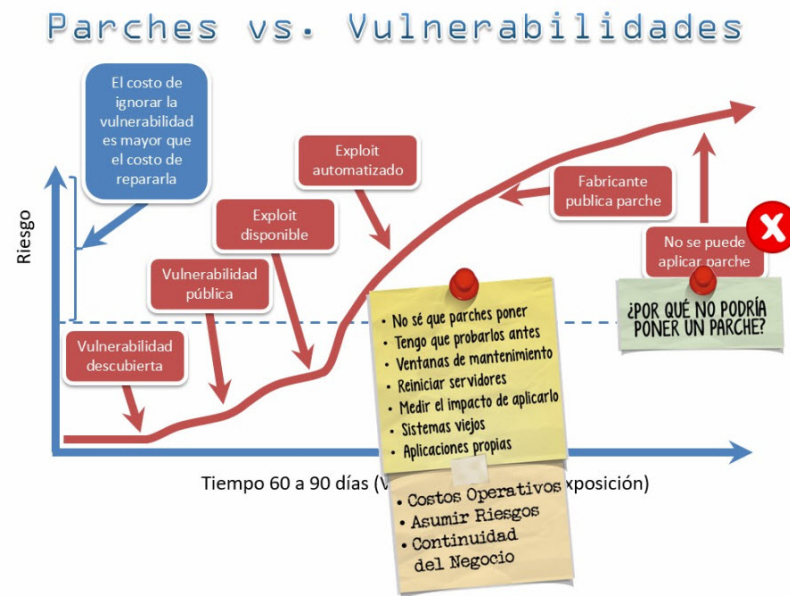 Parches vs. Vulnerabilidades
El costo de
ignorar la
vulnerabilidad
es mayor que
el costo de
repararla
Riesgo
Vulnerabilidad
descubierta
Vulnerabilidad
pública
Exploit
disponible
Exploit
automatizado
Fabricante
publica parche
No se puede
aplicar parche
X
¿POR QUÉ NO PODRÍA
PONER UN PARCHE?
• No sé que parches poner
• Tengo que probarlos antes
• Ventanas de mantenimiento
• Reiniciar servidores
• Medir el impacto de aplicarlo
• Sistemas viejos
• Aplicaciones propias
Tiempo 60 a 90 días (V xposición)
• Costos Operativos
• Asumir Riesgos
• Continuidad
del Negocio